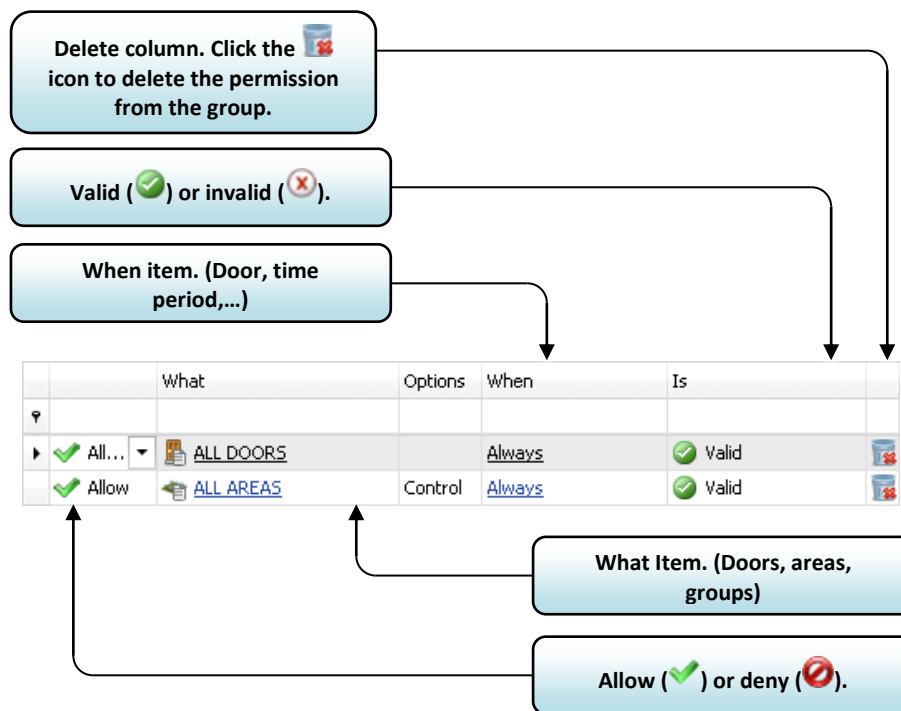 Delete column. Click the
icon to delete the permission
from the group.
Valid ( ) or invalid ( ).
When item. (Door, time
period,…)
What Options When Is
All... ALL DOORS Always Valid
Allow ALL AREAS Control Always Valid
What Item. (Doors, areas,
groups)
Allow ( ) or deny ( ).